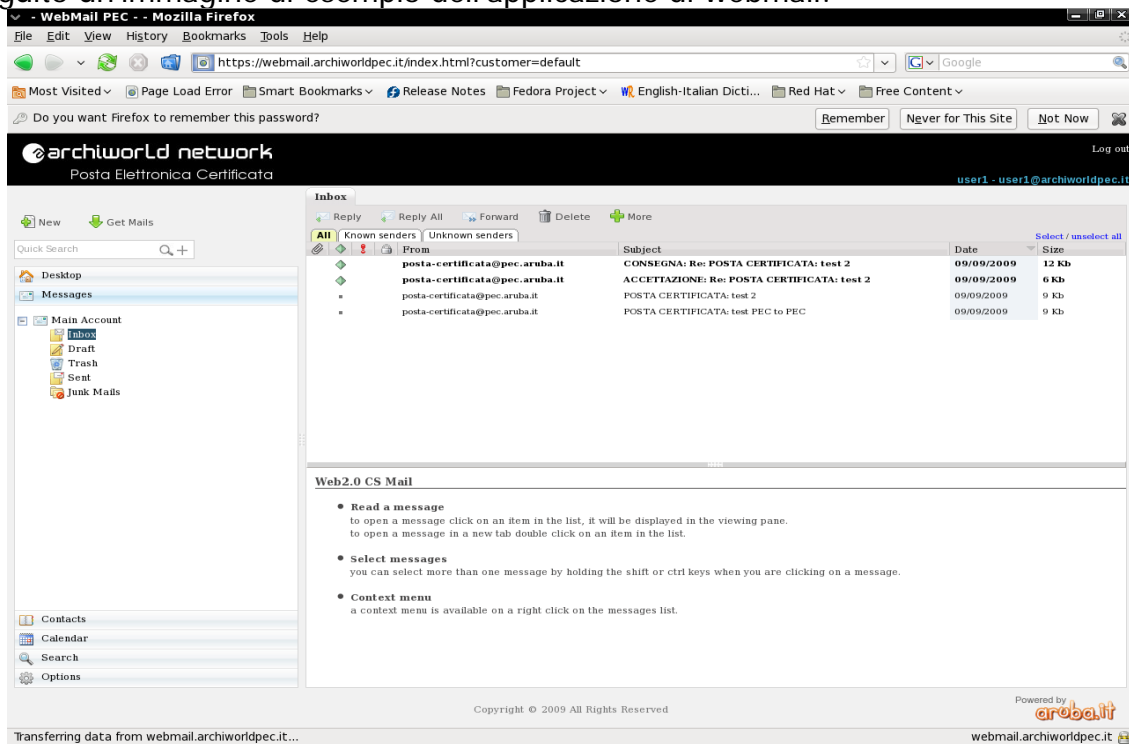 guito un'immagine di esempio dell'applicazione di webmail:
- WebMail PEC - - Mozilla Firefox
File Edit View History Bookmarks Tools Help
https://webmail.archiworldpec.it/index.html?customer=default Google
Most Visited Page Load Error Smart Bookmarks Release Notes Fedora Project English-Italian Dicti... Red Hat Free Content
Do you want Firefox to remember this password? Remember Never for This Site Not Now
archiworld network
Log out
Posta Elettronica Certificata
user1 - user1@archiworldpec.it
Inbox
New Get Mails
Reply Reply All Forward Delete More
All Known senders Unknown senders Select / unselect all
Quick Search
From Subject Date Size
posta-certificata@pec.aruba.it CONSEGNA: Re: POSTA CERTIFICATA: test 2 09/09/2009 12 Kb
posta-certificata@pec.aruba.it ACCETTAZIONE: Re: POSTA CERTIFICATA: test 2 09/09/2009 6 Kb
posta-certificata@pec.aruba.it POSTA CERTIFICATA: test 2 09/09/2009 9 Kb
posta-certificata@pec.aruba.it POSTA CERTIFICATA: test PEC to PEC 09/09/2009 9 Kb
Desktop
Messages
Main Account
Inbox
Draft
Trash
Sent
Junk Mails
Web2.0 CS Mail
Read a message
to open a message click on an item in the list, it will be displayed in the viewing pane.
to open a message in a new tab double click on an item in the list.
Select messages
you can select more than one message by holding the shift or ctrl keys when you are clicking on a message.
Context menu
a context menu is available on a right click on the messages list.
Contacts
Calendar
Search
Options
Copyright © 2009 All Rights Reserved
Powered by
aruba.it
Transferring data from webmail.archiworldpec.it... webmail.archiworldpec.it